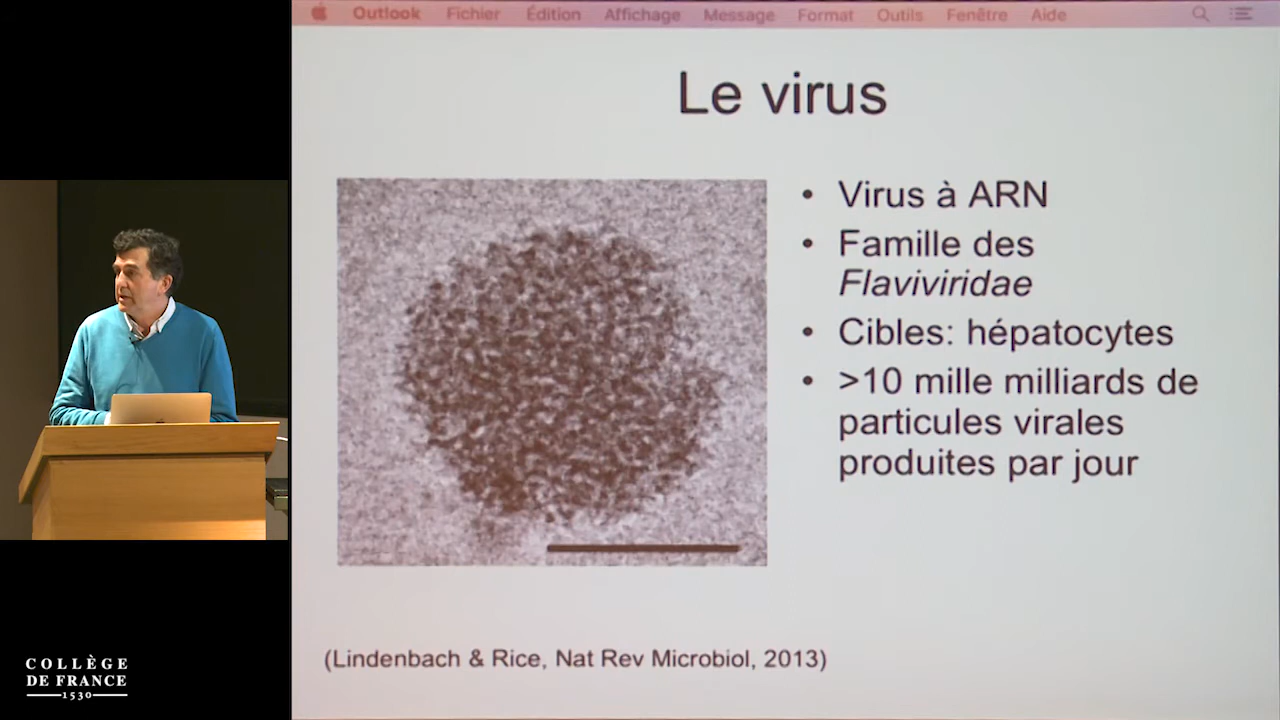 Outlook Fichier Édition Affichage Message Format Outils Fenêtre Aide
Le virus
• Virus à ARN
• Famille des
Flaviviridae
• Cibles: hépatocytes
• >10 mille milliards de
particules virales
produites par jour
(Lindenbach & Rice, Nat Rev Microbiol, 2013)
COLLÈGE
DE FRANCE
1530